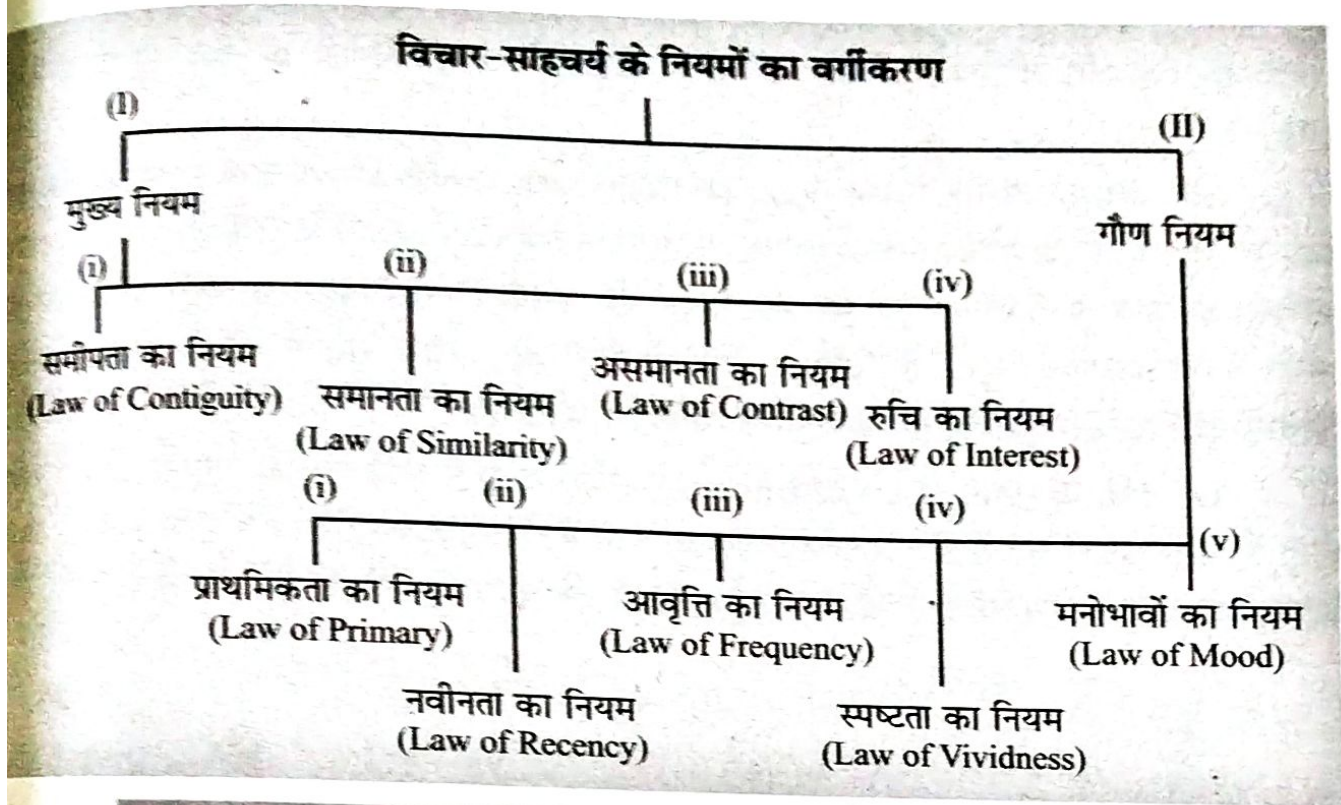 विचार-साहचर्य के नियमों का वर्गीकरण
(I)
(II)
मुख्य नियम
गौण नियम
(i)
(ii)
(iii)
(iv)
समीपता का नियम
(Law of Contiguity)
समानता का नियम
(Law of Similarity)
असमानता का नियम
(Law of Contrast)
रुचि का नियम
(Law of Interest)
(i)
(ii)
(iii)
(iv)
(v)
प्राथमिकता का नियम
(Law of Primary)
नवीनता का नियम
(Law of Recency)
आवृत्ति का नियम
(Law of Frequency)
स्पष्टता का नियम
(Law of Vividness)
मनोभावों का नियम
(Law of Mood)